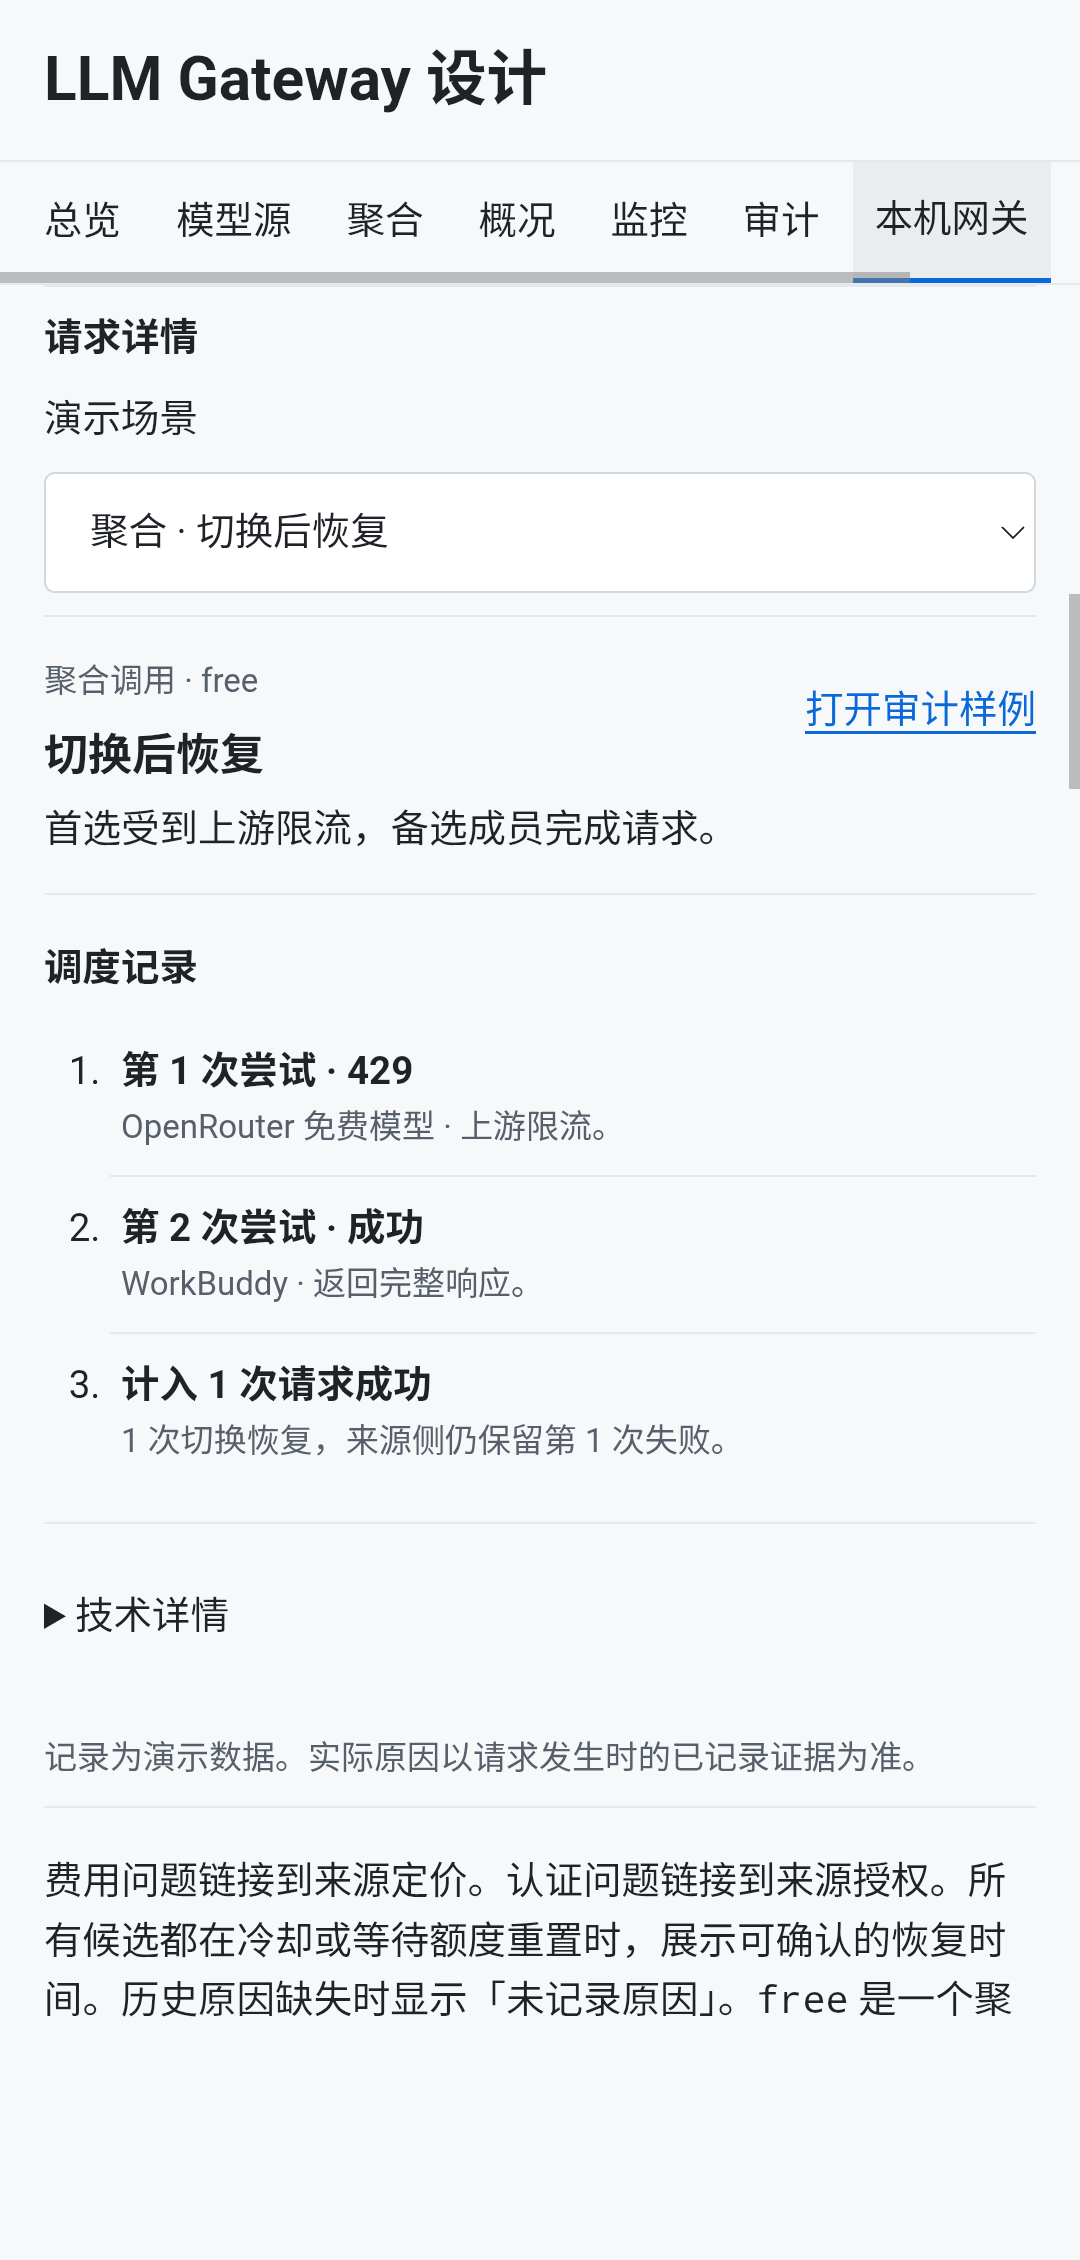 LLM Gateway 设计
总览 模型源 聚合 概况 监控 审计 本机网关
请求详情
演示场景
聚合 · 切换后恢复
聚合调用 · free
打开审计样例
切换后恢复
首选受到上游限流，备选成员完成请求。
调度记录
1. 第 1 次尝试 · 429
OpenRouter 免费模型 · 上游限流。
2. 第 2 次尝试 · 成功
WorkBuddy · 返回完整响应。
3. 计入 1 次请求成功
1 次切换恢复，来源侧仍保留第 1 次失败。
技术详情
记录为演示数据。实际原因以请求发生时的已记录证据为准。
费用问题链接到来源定价。认证问题链接到来源授权。所
有候选都在冷却或等待额度重置时，展示可确认的恢复时
间。历史原因缺失时显示「未记录原因」。free 是一个聚